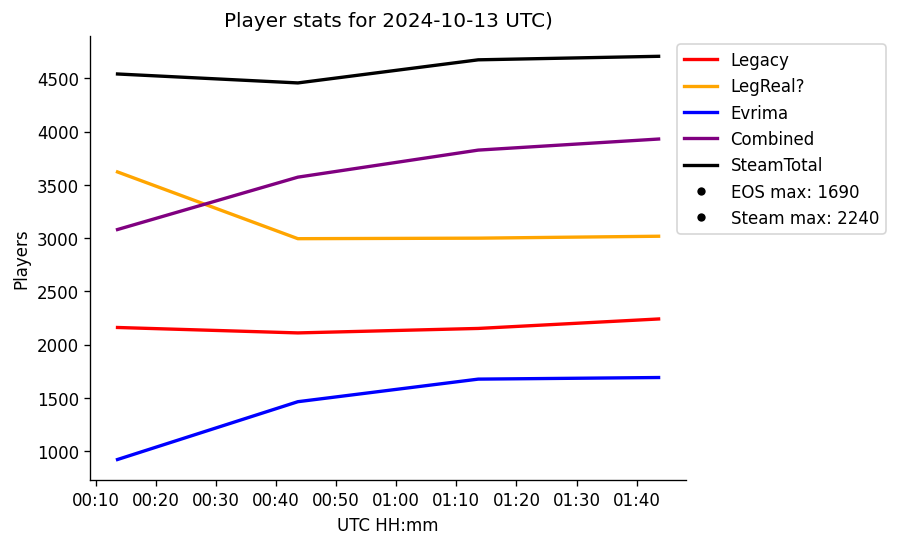 Player stats for 2024-10-13 UTC)
Legacy
LegReal?
Evrima
Combined
SteamTotal
EOS max: 1690
Steam max: 2240
Players
4500
4000
3500
3000
2500
2000
1500
1000
00:10 00:20 00:30 00:40 00:50 01:00 01:10 01:20 01:30 01:40
UTC HH:mm